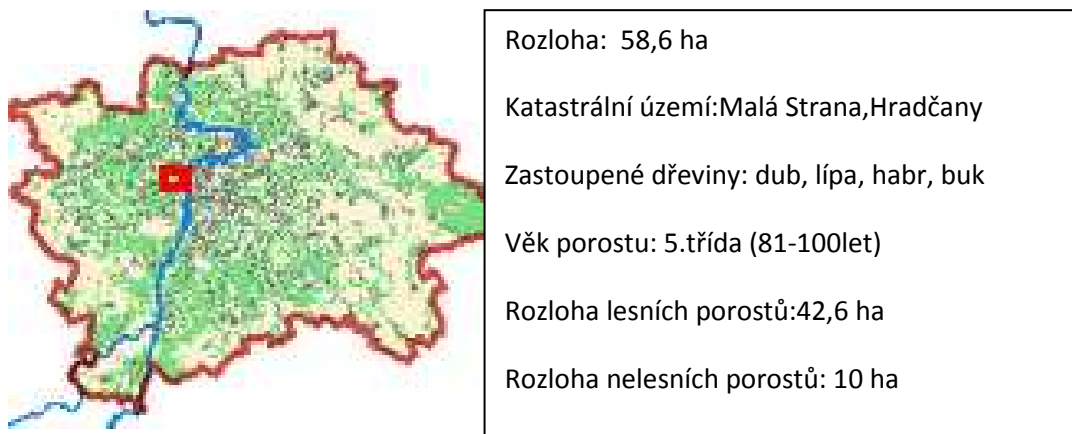 Rozloha:  58,6 ha
Katastrální území:Malá Strana,Hradčany
Zastoupené dřeviny: dub, lípa, habr, buk
Věk porostu: 5.třída (81-100let)
Rozloha lesních porostů:42,6 ha
Rozloha nelesních porostů: 10 ha